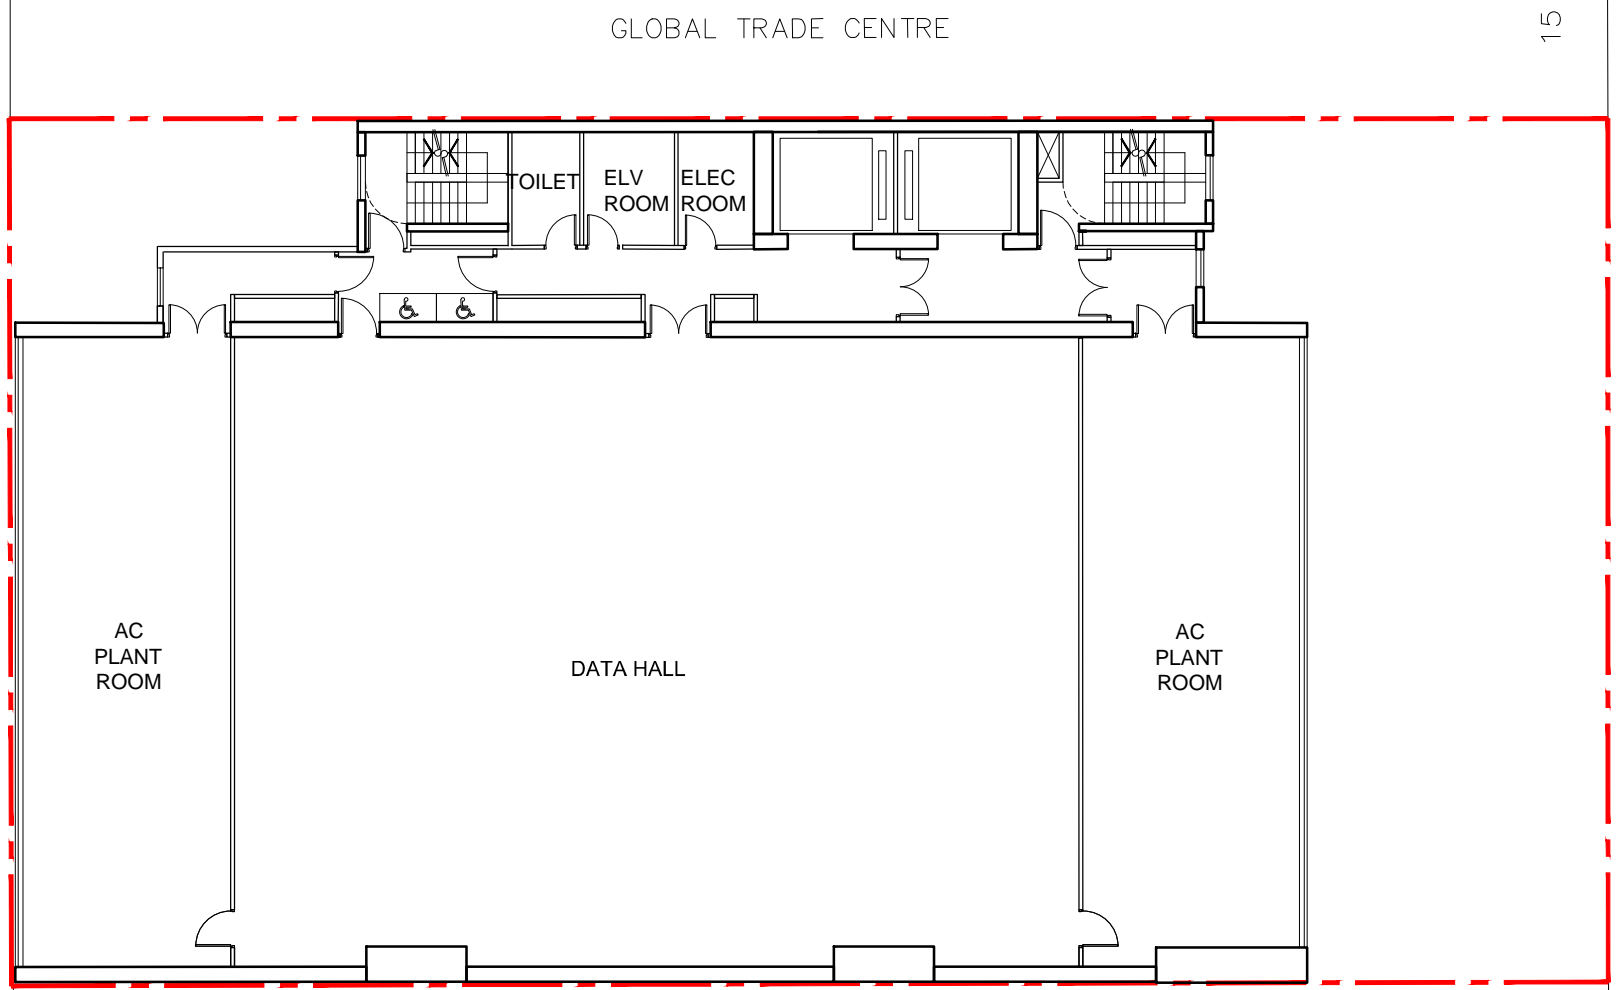 GLOBAL TRADE CENTRE
15
TOILET
ELV
ROOM
ELEC
ROOM
AC
PLANT
ROOM
DATA HALL
AC
PLANT
ROOM